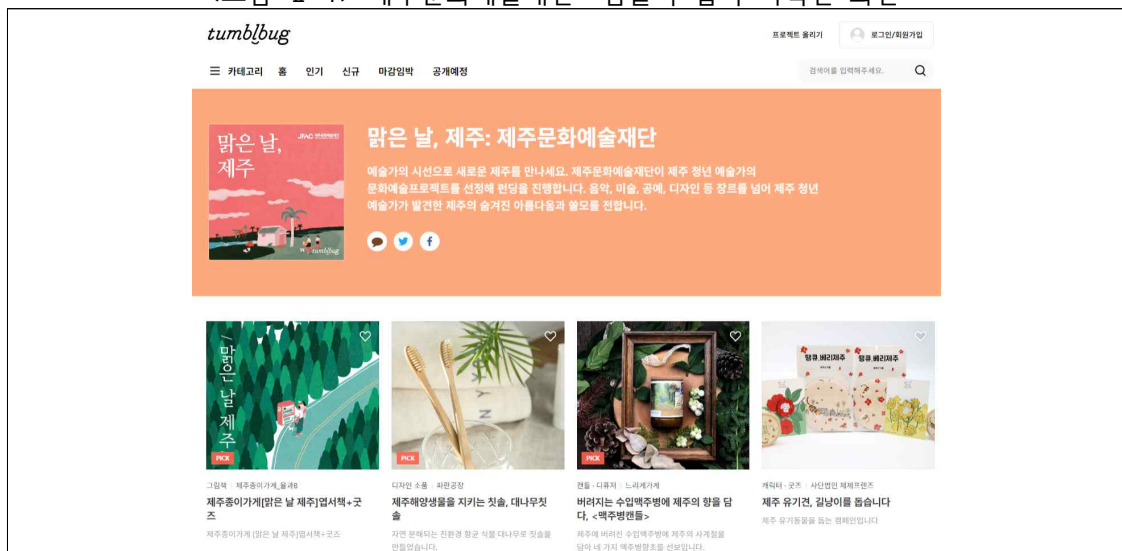 tumblbug
프로젝트 올리기
로그인/회원가입
카테고리 홈 인기 신규 마감임박 공개예정
검색어를 입력해주세요.
맑은 날,
제주
JFAC
tumblbug
맑은 날, 제주: 제주문화예술재단
예술가의 시선으로 새로운 제주를 만나세요. 제주문화예술재단이 제주 청년 예술가의
문화예술프로젝트를 선정해 펀딩을 진행합니다. 음악, 미술, 공예, 디자인 등 장르를 넘어 제주 청년
예술가가 발견한 제주의 숨겨진 아름다움과 쓸모를 전합니다.
맑은 날 제주
PICK
그림책 | 제주종이가게_율과B
제주종이가게[맑은 날 제주]엽서책+굿
즈
제주종이가게 [맑은 날 제주]엽서책+굿즈
PICK
디자인 소품 | 파란공장
제주해양생물을 지키는 칫솔, 대나무칫
솔
자연 분해되는 친환경 항균 식물 대나무로 칫솔을
만들었습니다.
PICK
캔들·디퓨저 | 느리게가게
버려지는 수입맥주병에 제주의 향을 담
다, <맥주병캔들>
제주에 버려진 수입맥주병에 제주의 사계절을
담아 네 가지 맥주병향초를 선보입니다.
땡큐, 베리제주
땡큐, 베리제주
캐릭터·굿즈 | 사단법인 제제프렌즈
제주 유기견, 길냥이를 돕습니다
제주 유기동물을 돕는 캠페인입니다